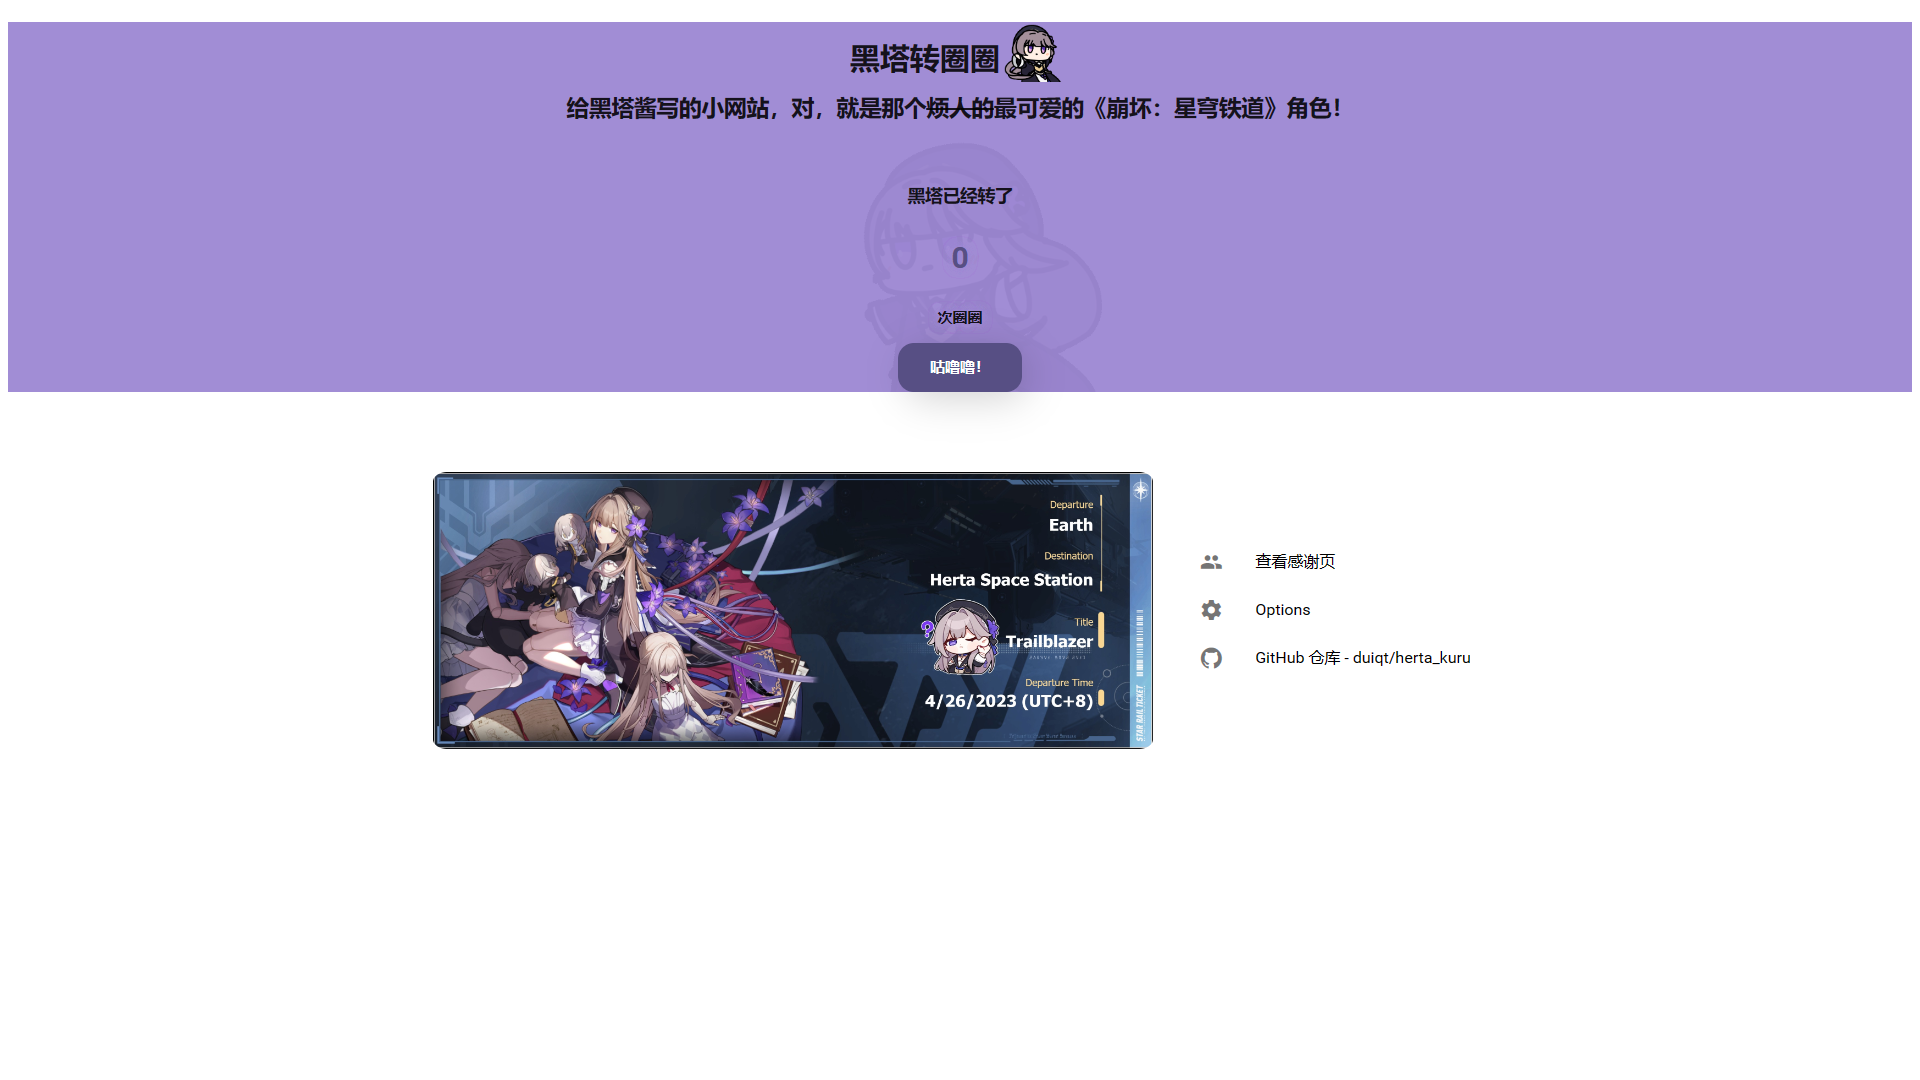 黑塔转圈圈
给黑塔酱写的小网站，对，就是那个烦人的最可爱的《崩坏：星穹铁道》角色！
黑塔已经转了
0
次圈圈
咕噜噜！
Departure
Earth
Destination
Herta Space Station
Title
Trailblazer
Departure Time
4/26/2023 (UTC+8)
STAR RAIL TICKET
查看感谢页
Options
GitHub 仓库 - duiqt/herta_kuru